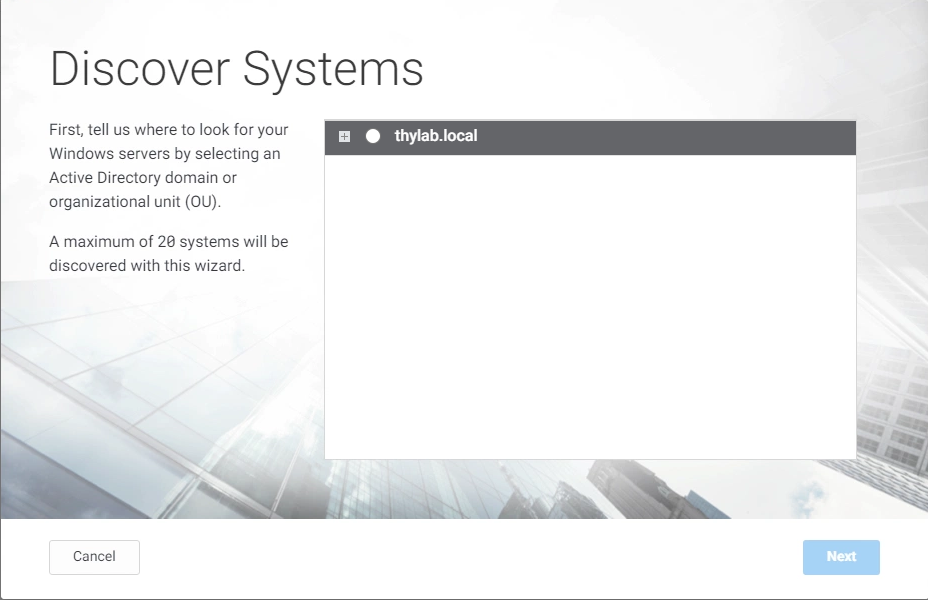 Discover Systems
First, tell us where to look for your
Windows servers by selecting an
Active Directory domain or
organizational unit (OU).
A maximum of 20 systems will be
discovered with this wizard.
thylab.local
Cancel
Next